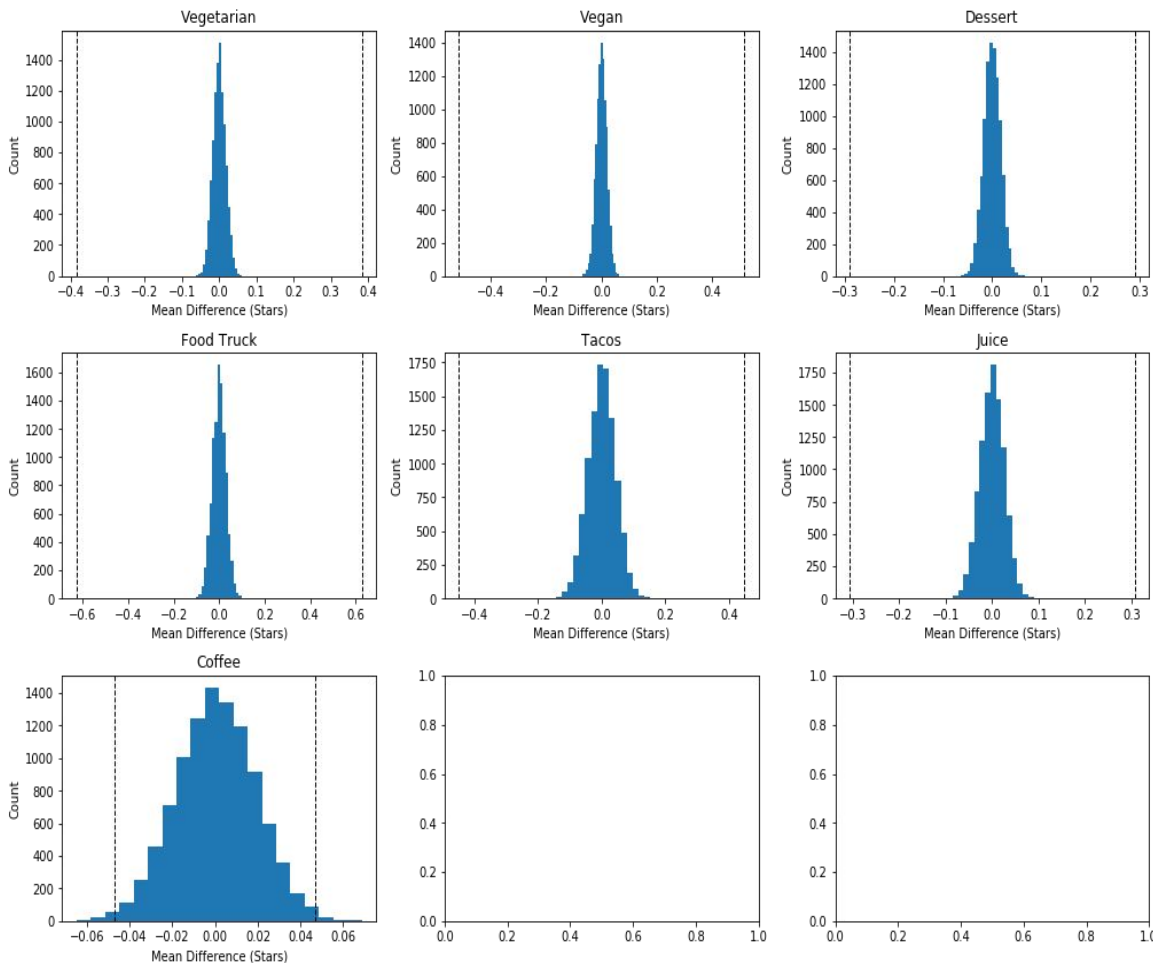 Vegetarian
1400
1200
1000
800
600
400
200
0
Count
−0.4 −0.3 −0.2 −0.1 0.0 0.1 0.2 0.3 0.4
Mean Difference (Stars)
Vegan
1400
1200
1000
800
600
400
200
0
Count
−0.4 −0.2 0.0 0.2 0.4
Mean Difference (Stars)
Dessert
1400
1200
1000
800
600
400
200
0
Count
−0.3 −0.2 −0.1 0.0 0.1 0.2 0.3
Mean Difference (Stars)
Food Truck
1600
1400
1200
1000
800
600
400
200
0
Count
−0.6 −0.4 −0.2 0.0 0.2 0.4 0.6
Mean Difference (Stars)
Tacos
1750
1500
1250
1000
750
500
250
0
Count
−0.4 −0.2 0.0 0.2 0.4
Mean Difference (Stars)
Juice
1750
1500
1250
1000
750
500
250
0
Count
−0.3 −0.2 −0.1 0.0 0.1 0.2 0.3
Mean Difference (Stars)
Coffee
1400
1200
1000
800
600
400
200
0
Count
−0.06 −0.04 −0.02 0.00 0.02 0.04 0.06
Mean Difference (Stars)
1.0
0.8
0.6
0.4
0.2
0.0
0.0 0.2 0.4 0.6 0.8 1.0
1.0
0.8
0.6
0.4
0.2
0.0
0.0 0.2 0.4 0.6 0.8 1.0